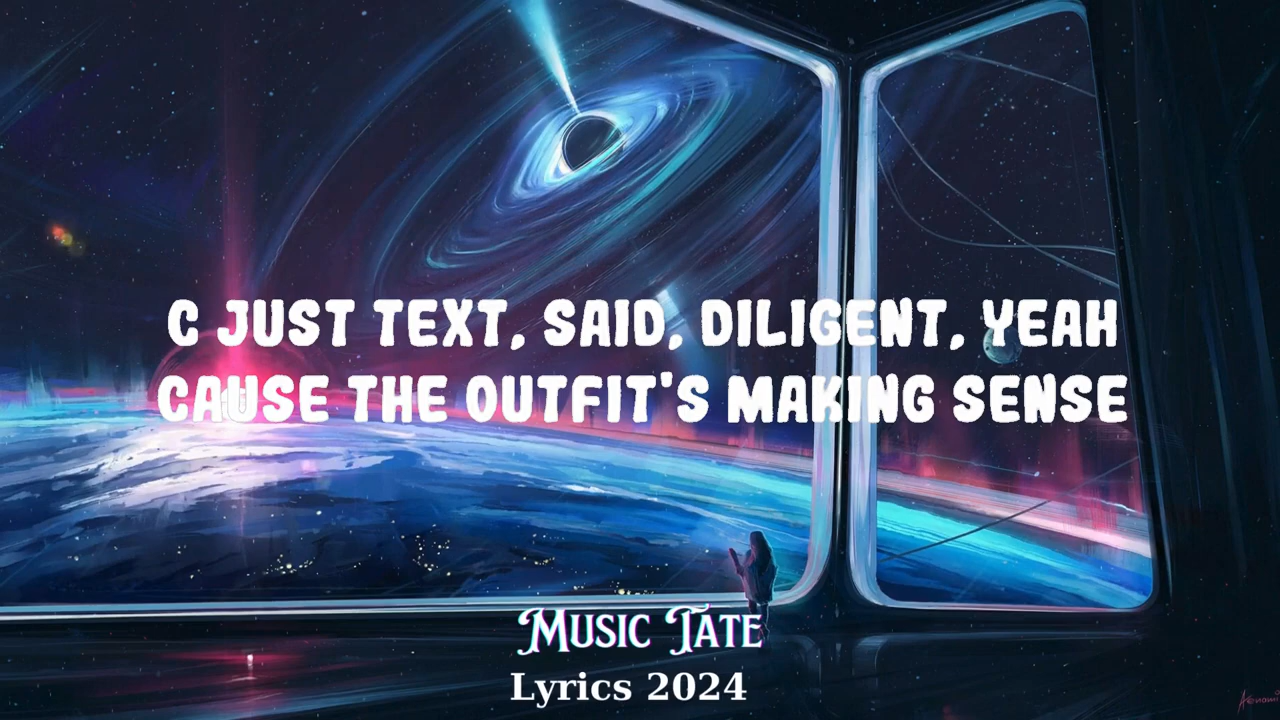 C JUST TEXT, SAID, DILIGENT, YEAH
CAUSE THE OUTFIT'S MAKING SENSE
MUSIC TATE
Lyrics 2024